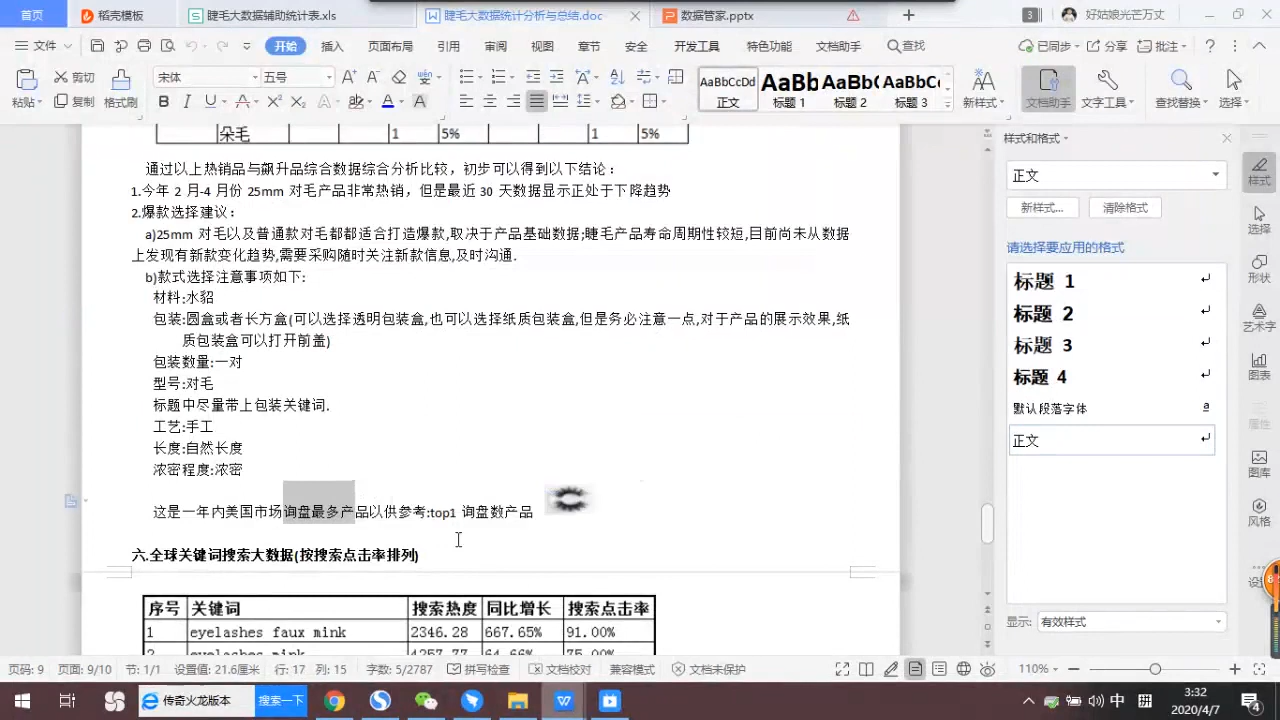 首页
稻壳模板
睫毛大数据辅助计表.xls
睫毛大数据统计分析与总结.doc
数据管家.pptx
3
好姑娘光芒万丈
文件
开始
插入
页面布局
引用
审阅
视图
章节
安全
开发工具
特色功能
文档助手
查找
已同步
分享
批注
粘贴
剪切
复制
格式刷
宋体
五号
AaBbCcDd
正文
AaBb
标题 1
AaBb(
标题 2
AaBbC
标题 3
新样式
文档助手
文字工具
查找替换
选择
朵毛 1 5% 1 5%
通过以上热销品与飙升品综合数据综合分析比较，初步可以得到以下结论：
1.今年 2 月-4 月份 25mm 对毛产品非常热销，但是最近 30 天数据显示正处于下降趋势
2.爆款选择建议：
a)25mm 对毛以及普通款对毛都都适合打造爆款,取决于产品基础数据;睫毛产品寿命周期性较短,目前尚未从数据
上发现有新款变化趋势,需要采购随时关注新款信息,及时沟通.
b)款式选择注意事项如下:
材料:水貂
包装:圆盒或者长方盒(可以选择透明包装盒,也可以选择纸质包装盒,但是务必注意一点,对于产品的展示效果,纸
质包装盒可以打开前盖)
包装数量:一对
型号:对毛
标题中尽量带上包装关键词.
工艺:手工
长度:自然长度
浓密程度:浓密
这是一年内美国市场询盘最多产品以供参考:top1 询盘数产品
六.全球关键词搜索大数据(按搜索点击率排列)
序号 关键词 搜索热度 同比增长 搜索点击率
1 eyelashes faux mink 2346.28 667.65% 91.00%
2 eyelashes mink 4257.77 64.66% 75.00%
样式和格式
正文
新样式...
清除格式
请选择要应用的格式
标题 1
标题 2
标题 3
标题 4
默认段落字体 a
正文
显示: 有效样式
样式
选择
形状
艺术字
图表
属性
图库
风格
页码: 9
页面: 9/10
节: 1/1
设置值: 21.6厘米
行: 17
列: 15
字数: 5/2787
拼写检查
文档校对
兼容模式
文档未保护
110%
传奇火龙版本
搜索一下
中
3:32
2020/4/7